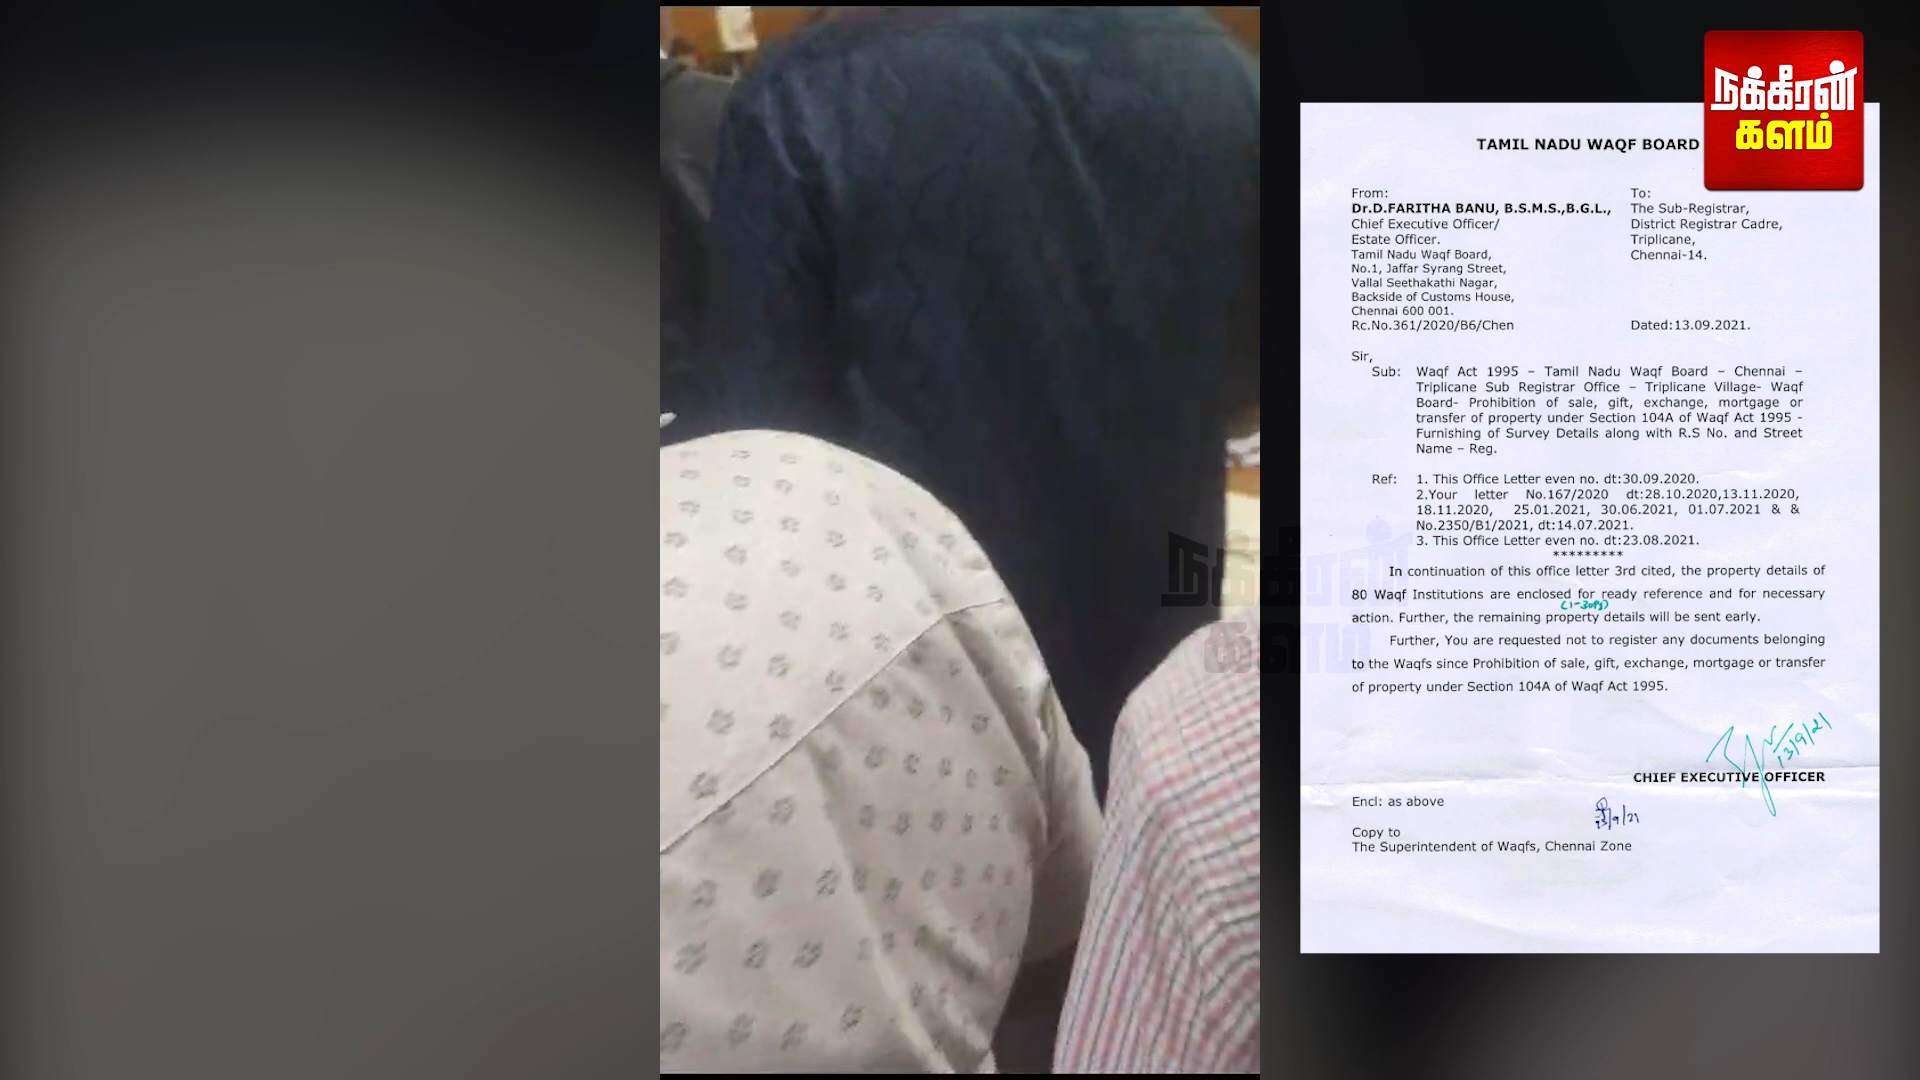 நக்கீரன்
களம்
TAMIL NADU WAQF BOARD
From:
Dr.D.FARITHA BANU, B.S.M.S.,B.G.L.,
Chief Executive Officer/
Estate Officer.
Tamil Nadu Waqf Board,
No.1, Jaffar Syrang Street,
Vallal Seethakathi Nagar,
Backside of Customs House,
Chennai 600 001.
Rc.No.361/2020/B6/Chen
To:
The Sub-Registrar,
District Registrar Cadre,
Triplicane,
Chennai-14.
Dated:13.09.2021.
Sir,
Sub: Waqf Act 1995 – Tamil Nadu Waqf Board – Chennai –
Triplicane Sub Registrar Office – Triplicane Village- Waqf
Board- Prohibition of sale, gift, exchange, mortgage or
transfer of property under Section 104A of Waqf Act 1995 -
Furnishing of Survey Details along with R.S No. and Street
Name – Reg.
Ref: 1. This Office Letter even no. dt:30.09.2020.
2.Your letter No.167/2020 dt:28.10.2020,13.11.2020,
18.11.2020, 25.01.2021, 30.06.2021, 01.07.2021 & &
No.2350/B1/2021, dt:14.07.2021.
3. This Office Letter even no. dt:23.08.2021.
*********
In continuation of this office letter 3rd cited, the property details of
80 Waqf Institutions are enclosed for ready reference and for necessary
action. Further, the remaining property details will be sent early.
Further, You are requested not to register any documents belonging
to the Waqfs since Prohibition of sale, gift, exchange, mortgage or transfer
of property under Section 104A of Waqf Act 1995.
13/9/21
CHIEF EXECUTIVE OFFICER
Encl: as above
13/9/21
Copy to
The Superintendent of Waqfs, Chennai Zone
நக்கீரன்
களம்